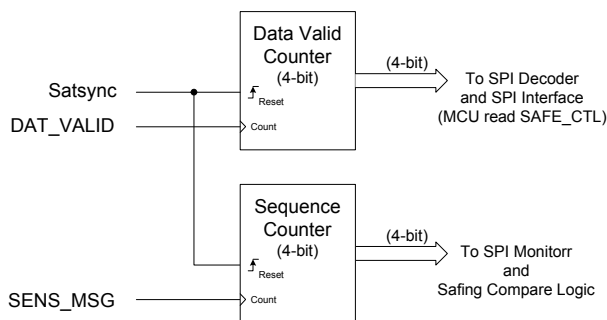 Data Valid
Counter
(4-bit)
Satsync
Reset
DAT_VALID
Count
(4-bit)
To SPI Decoder
and SPI Interface
(MCU read SAFE_CTL)
Sequence
Counter
(4-bit)
Reset
SENS_MSG
Count
(4-bit)
To SPI Monitorr
and
Safing Compare Logic